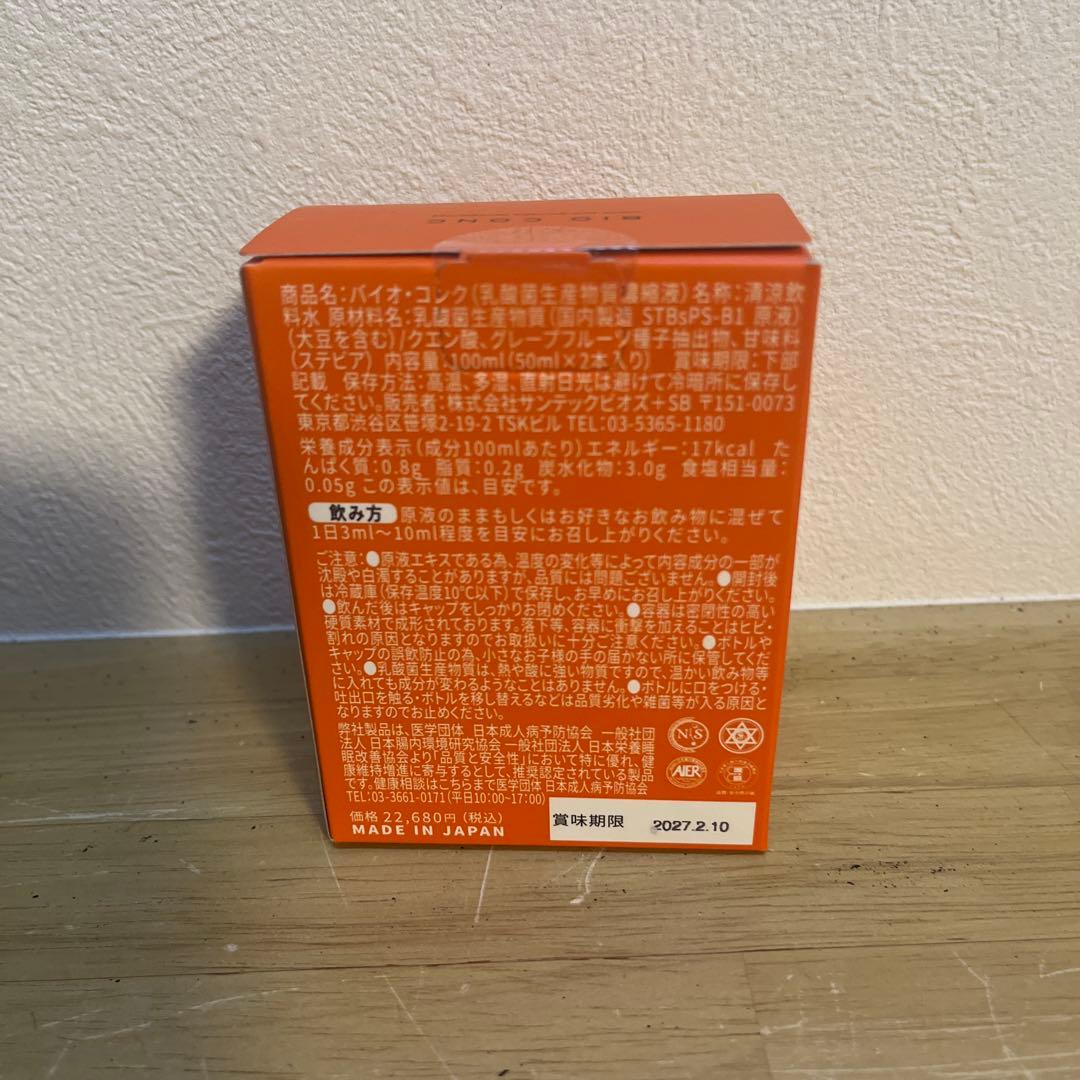 BIO CONC
商品名：バイオ・コンク（乳酸菌生産物質濃縮液）名称：清涼飲
料水 原材料名：乳酸菌生産物質（国内製造 STBsPS-B1 原液）
（大豆を含む）/クエン酸、グレープフルーツ種子抽出物、甘味料
（ステビア） 内容量：100ml（50ml×2本入り） 賞味期限：下部
記載 保存方法：高温、多湿、直射日光は避けて冷暗所に保存し
てください。販売者：株式会社サンテックビオズ＋SB 〒151-0073
東京都渋谷区笹塚2-19-2 TSKビル TEL：03-5365-1180
栄養成分表示（成分100mlあたり）エネルギー：17kcal た
んぱく質：0.8g 脂質：0.2g 炭水化物：3.0g 食塩相当量：
0.05g この表示値は、目安です。
飲み方 原液のままもしくはお好きなお飲み物に混ぜて
1日3ml～10ml程度を目安にお召し上がりください。
ご注意：●原液エキスである為、温度の変化等によって内容成分の一部が
沈殿や白濁することがありますが、品質には問題ございません。●開封後
は冷蔵庫（保存温度10℃以下）で保存し、お早めにお召し上がりください。
●飲んだ後はキャップをしっかりお閉めください。●容器は密閉性の高い
硬質素材で成形されております。落下等、容器に衝撃を加えることはヒビ・
割れの原因となりますのでお取扱いに十分ご注意ください。●ボトルや
キャップの誤飲防止の為、小さなお子様の手の届かない所に保管してくだ
さい。●乳酸菌生産物質は、熱や酸に強い物質ですので、温かい飲み物等
に入れても成分が変わるようなことはありません。●ボトルに口をつける・
吐出口を触る・ボトルを移し替えるなどは品質劣化や雑菌等が入る原因と
なりますのでお止めください。
弊社製品は、医学団体 日本成人病予防協会 一般社団
法人 日本腸内環境研究協会 一般社団法人 日本栄養睡
眠改善協会より「品質と安全性」において特に優れ、健
康維持増進に寄与するとして、推奨認定されている製品
です。健康相談はこちらまで医学団体 日本成人病予防協会
TEL：03-3661-0171（平日10：00～17：00）
NIS
AIER
価格 22,680円（税込）
MADE IN JAPAN
賞味期限 2027.2.10